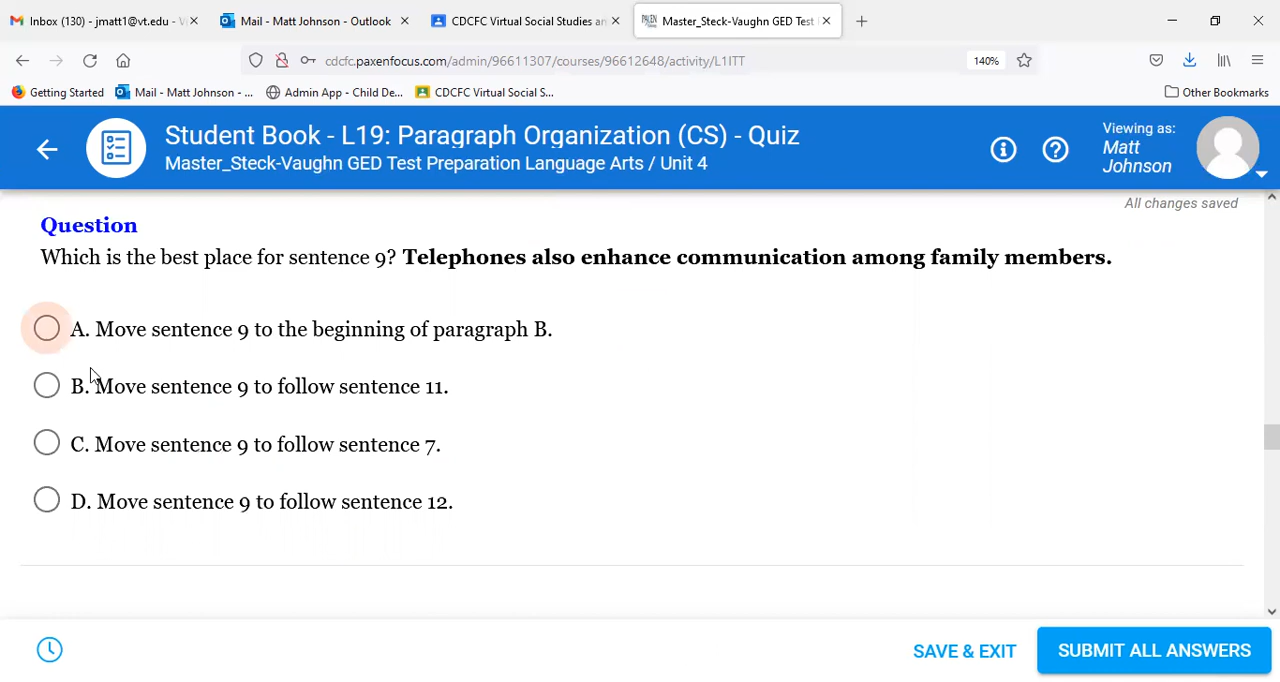 Inbox (130) - jmatt1@vt.edu - V
Mail - Matt Johnson - Outlook
CDCFC Virtual Social Studies an
PAXEN
Master_Steck-Vaughn GED Test
cdcfc.paxenfocus.com/admin/96611307/courses/96612648/activity/L1ITT
140%
Getting Started
Mail - Matt Johnson - ...
Admin App - Child De...
CDCFC Virtual Social S...
Other Bookmarks
Student Book - L19: Paragraph Organization (CS) - Quiz
Master_Steck-Vaughn GED Test Preparation Language Arts / Unit 4
Viewing as:
Matt
Johnson
All changes saved
Question
Which is the best place for sentence 9? Telephones also enhance communication among family members.
A. Move sentence 9 to the beginning of paragraph B.
B. Move sentence 9 to follow sentence 11.
C. Move sentence 9 to follow sentence 7.
D. Move sentence 9 to follow sentence 12.
SAVE & EXIT
SUBMIT ALL ANSWERS